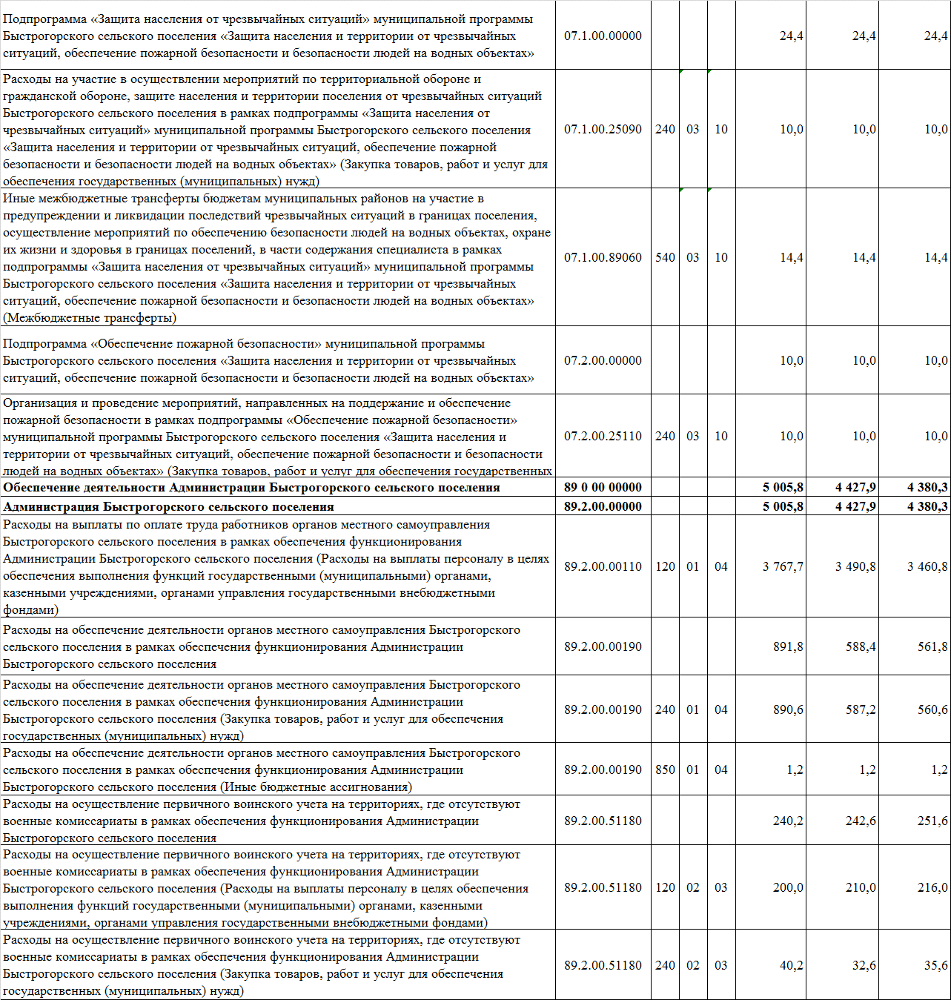 Подпрограмма «Защита населения от чрезвычайных ситуаций» муниципальной программы
Быстрогорского сельского поселения «Защита населения и территории от чрезвычайных
ситуаций, обеспечение пожарной безопасности и безопасности людей на водных объектах»
07.1.00.00000 24,4 24,4 24,4
Расходы на участие в осуществлении мероприятий по территориальной обороне и
гражданской обороне, защите населения и территории поселения от чрезвычайных ситуаций
Быстрогорского сельского поселения в рамках подпрограммы «Защита населения от
чрезвычайных ситуаций» муниципальной программы Быстрогорского сельского поселения
«Защита населения и территории от чрезвычайных ситуаций, обеспечение пожарной
безопасности и безопасности людей на водных объектах» (Закупка товаров, работ и услуг для
обеспечения государственных (муниципальных) нужд)
07.1.00.25090 240 03 10 10,0 10,0 10,0
Иные межбюджетные трансферты бюджетам муниципальных районов на участие в
предупреждении и ликвидации последствий чрезвычайных ситуаций в границах поселения,
осуществление мероприятий по обеспечению безопасности людей на водных объектах, охране
их жизни и здоровья в границах поселений, в части содержания специалиста в рамках
подпрограммы «Защита населения от чрезвычайных ситуаций» муниципальной программы
Быстрогорского сельского поселения «Защита населения и территории от чрезвычайных
ситуаций, обеспечение пожарной безопасности и безопасности людей на водных объектах»
(Межбюджетные трансферты)
07.1.00.89060 540 03 10 14,4 14,4 14,4
Подпрограмма «Обеспечение пожарной безопасности» муниципальной программы
Быстрогорского сельского поселения «Защита населения и территории от чрезвычайных
ситуаций, обеспечение пожарной безопасности и безопасности людей на водных объектах»
07.2.00.00000 10,0 10,0 10,0
Организация и проведение мероприятий, направленных на поддержание и обеспечение
пожарной безопасности в рамках подпрограммы «Обеспечение пожарной безопасности»
муниципальной программы Быстрогорского сельского поселения «Защита населения и
территории от чрезвычайных ситуаций, обеспечение пожарной безопасности и безопасности
людей на водных объектах» (Закупка товаров, работ и услуг для обеспечения государственных
07.2.00.25110 240 03 10 10,0 10,0 10,0
Обеспечение деятельности Администрации Быстрогорского сельского поселения 89 0 00 00000 5 005,8 4 427,9 4 380,3
Администрация Быстрогорского сельского поселения 89.2.00.00000 5 005,8 4 427,9 4 380,3
Расходы на выплаты по оплате труда работников органов местного самоуправления
Быстрогорского сельского поселения в рамках обеспечения функционирования
Администрации Быстрогорского сельского поселения (Расходы на выплаты персоналу в целях
обеспечения выполнения функций государственными (муниципальными) органами,
казенными учреждениями, органами управления государственными внебюджетными
фондами)
89.2.00.00110 120 01 04 3 767,7 3 490,8 3 460,8
Расходы на обеспечение деятельности органов местного самоуправления Быстрогорского
сельского поселения в рамках обеспечения функционирования Администрации
Быстрогорского сельского поселения
89.2.00.00190 891,8 588,4 561,8
Расходы на обеспечение деятельности органов местного самоуправления Быстрогорского
сельского поселения в рамках обеспечения функционирования Администрации
Быстрогорского сельского поселения (Закупка товаров, работ и услуг для обеспечения
государственных (муниципальных) нужд)
89.2.00.00190 240 01 04 890,6 587,2 560,6
Расходы на обеспечение деятельности органов местного самоуправления Быстрогорского
сельского поселения в рамках обеспечения функционирования Администрации
Быстрогорского сельского поселения (Иные бюджетные ассигнования)
89.2.00.00190 850 01 04 1,2 1,2 1,2
Расходы на осуществление первичного воинского учета на территориях, где отсутствуют
военные комиссариаты в рамках обеспечения функционирования Администрации
Быстрогорского сельского поселения
89.2.00.51180 240,2 242,6 251,6
Расходы на осуществление первичного воинского учета на территориях, где отсутствуют
военные комиссариаты в рамках обеспечения функционирования Администрации
Быстрогорского сельского поселения (Расходы на выплаты персоналу в целях обеспечения
выполнения функций государственными (муниципальными) органами, казенными
учреждениями, органами управления государственными внебюджетными фондами)
89.2.00.51180 120 02 03 200,0 210,0 216,0
Расходы на осуществление первичного воинского учета на территориях, где отсутствуют
военные комиссариаты в рамках обеспечения функционирования Администрации
Быстрогорского сельского поселения (Закупка товаров, работ и услуг для обеспечения
государственных (муниципальных) нужд)
89.2.00.51180 240 02 03 40,2 32,6 35,6